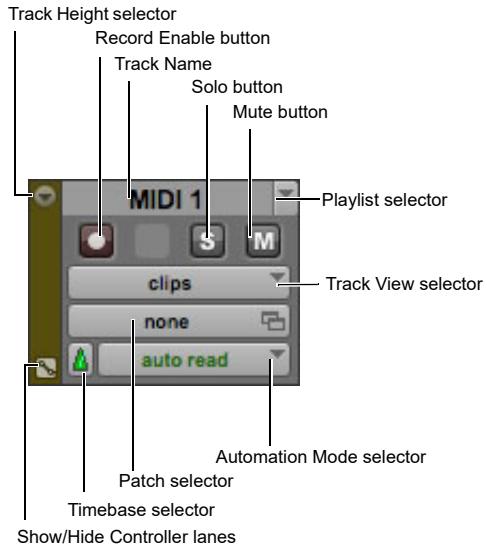 Track Height selector
Record Enable button
Track Name
Solo button
Mute button
MIDI 1
Playlist selector
S
M
clips
Track View selector
none
auto read
Automation Mode selector
Patch selector
Timebase selector
Show/Hide Controller lanes